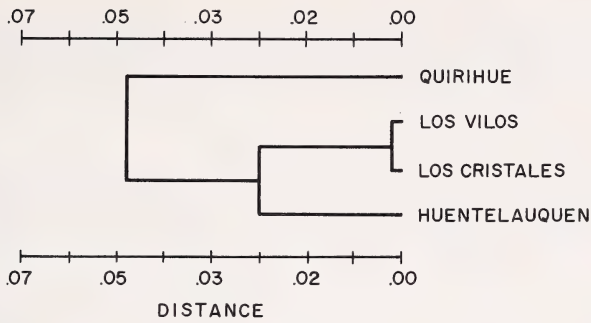 .07 .05 .03 .02 .00
QUIRIHUE
LOS VILOS
LOS CRISTALES
HUENTELAUQUEN
.07 .05 .03 .02 .00
DISTANCE